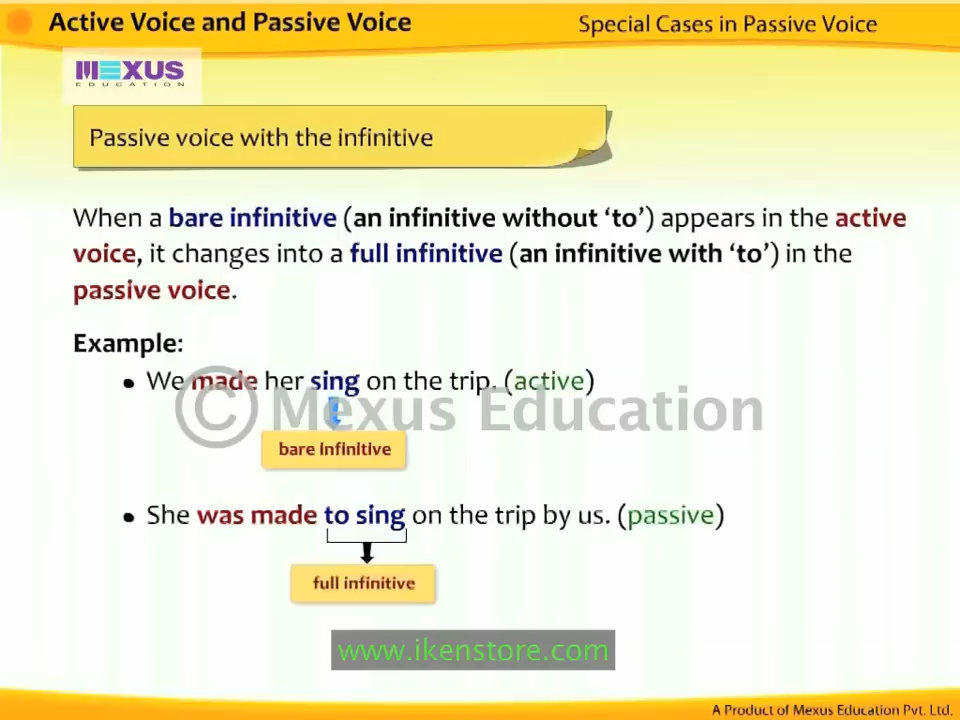 Active Voice and Passive Voice
Special Cases in Passive Voice
MEXUS
EDUCATION
Passive voice with the infinitive
When a bare infinitive (an infinitive without ‘to’) appears in the active
voice, it changes into a full infinitive (an infinitive with ‘to’) in the
passive voice.
Example:
• We made her sing on the trip. (active)
© Mexus Education
bare infinitive
• She was made to sing on the trip by us. (passive)
full infinitive
www.ikenstore.com
A Product of Mexus Education Pvt. Ltd.